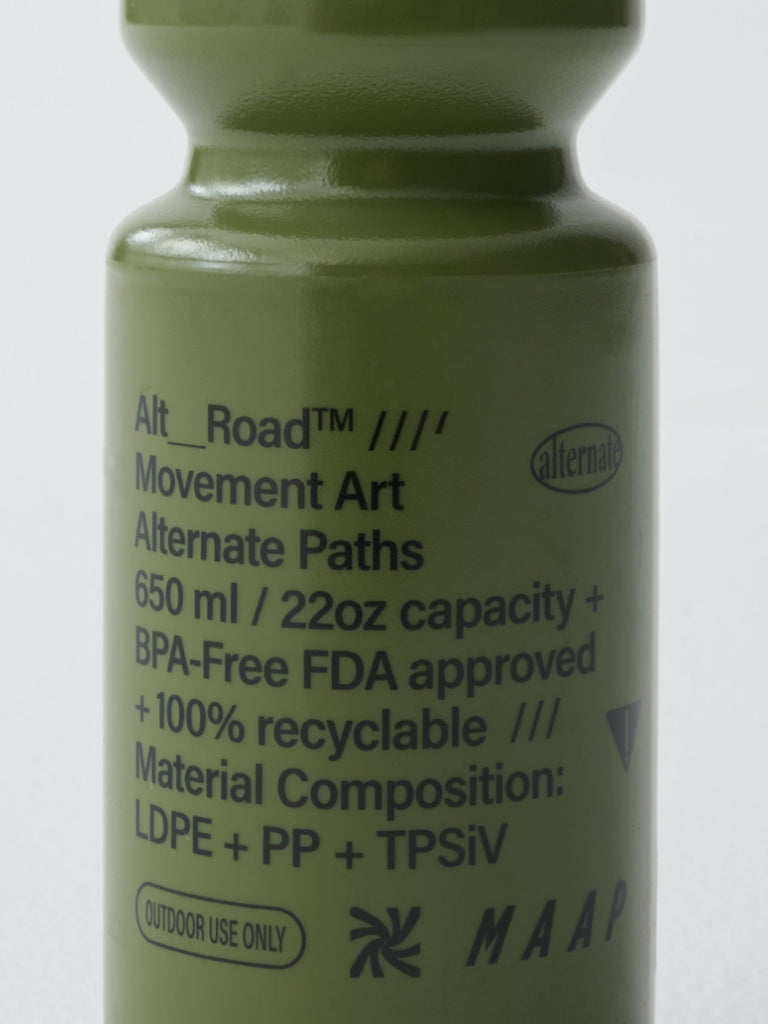 Alt__Road™ ////
alternate
Movement Art
Alternate Paths
650 ml / 22oz capacity +
BPA-Free FDA approved
+100% recyclable ///
Material Composition:
LDPE + PP + TPSiV
OUTDOOR USE ONLY
MAAP